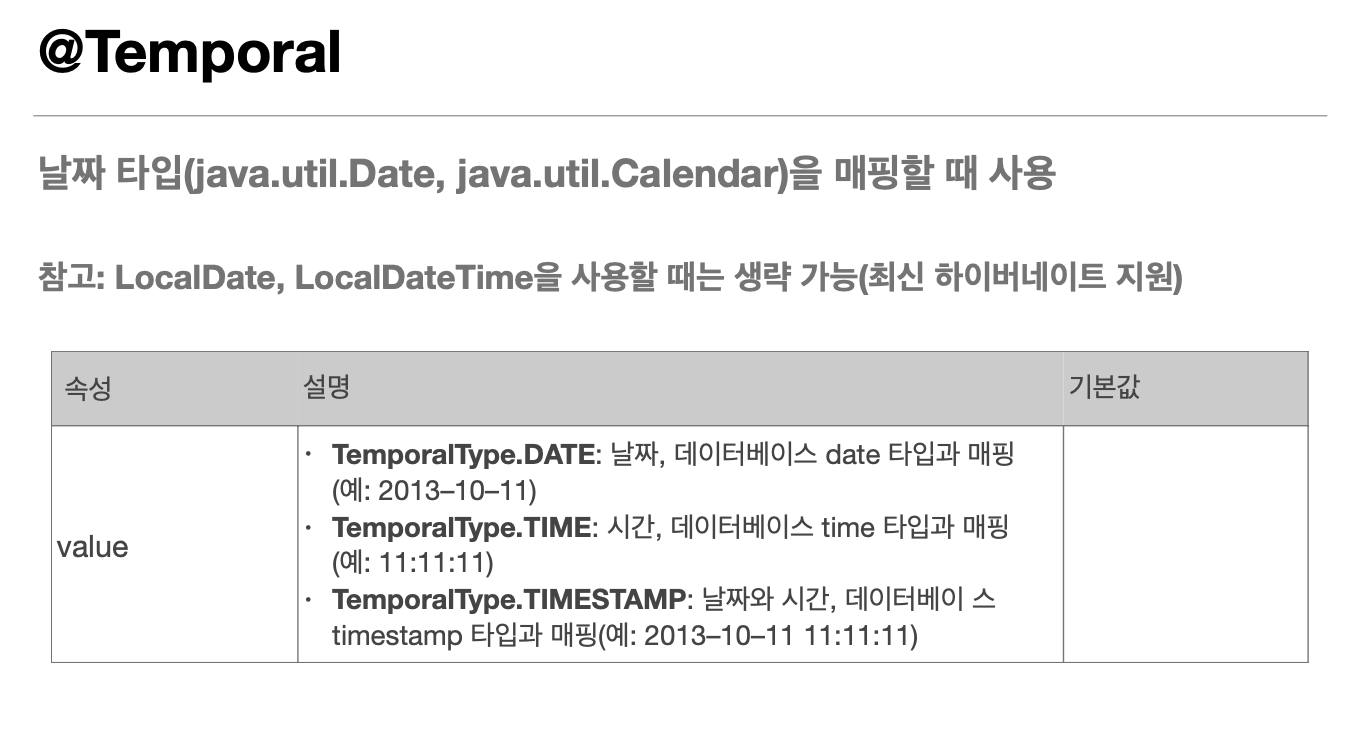 @Temporal
날짜 타입(java.util.Date, java.util.Calendar)을 매핑할 때 사용
참고: LocalDate, LocalDateTime을 사용할 때는 생략 가능(최신 하이버네이트 지원)
속성 설명 기본값
value
• TemporalType.DATE: 날짜, 데이터베이스 date 타입과 매핑
(예: 2013–10–11)
• TemporalType.TIME: 시간, 데이터베이스 time 타입과 매핑
(예: 11:11:11)
• TemporalType.TIMESTAMP: 날짜와 시간, 데이터베이 스
timestamp 타입과 매핑(예: 2013–10–11 11:11:11)